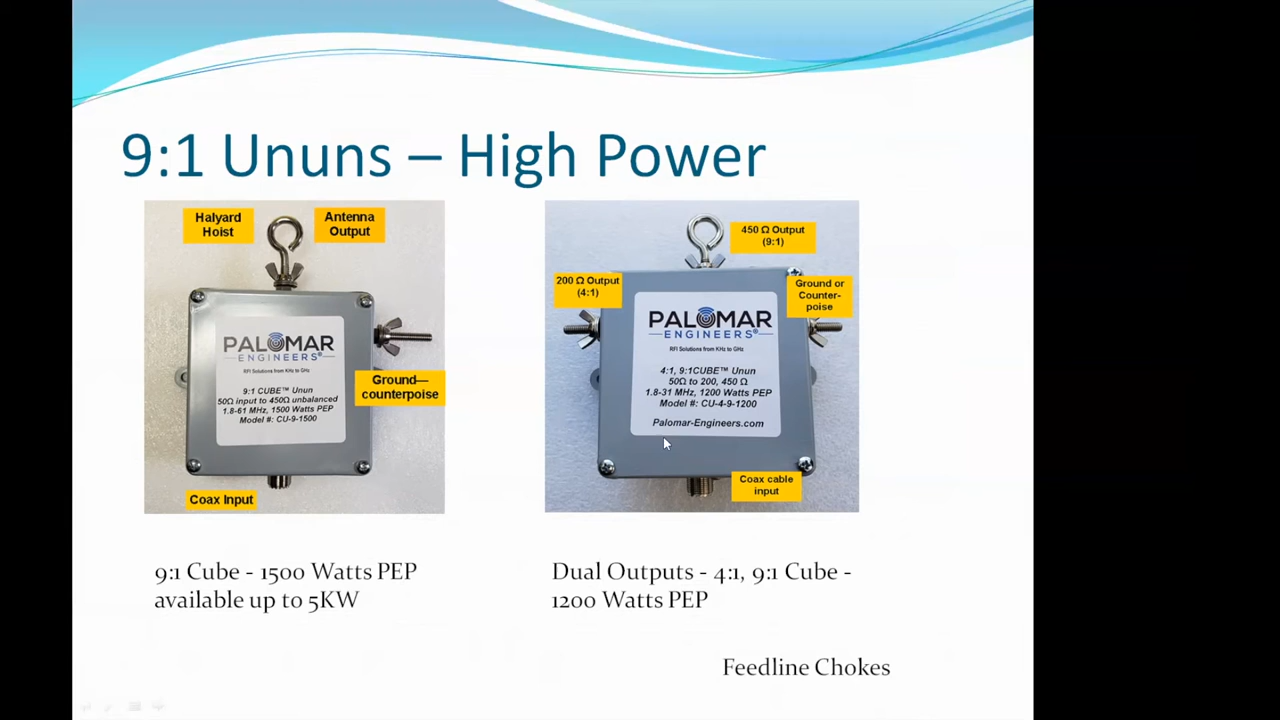 9:1 Ununs – High Power
Halyard
Hoist
Antenna
Output
PALOMAR
ENGINEERS®
RFI Solutions from KHz to GHz
9:1 CUBE™ Unun
50Ω input to 450Ω unbalanced
1.8-61 MHz, 1500 Watts PEP
Model #: CU-9-1500
Ground—
counterpoise
Coax Input
450 Ω Output
(9:1)
200 Ω Output
(4:1)
Ground or
Counter-
poise
PALOMAR
ENGINEERS®
RFI Solutions from KHz to GHz
4:1, 9:1CUBE™ Unun
50Ω to 200, 450 Ω
1.8-31 MHz, 1200 Watts PEP
Model #: CU-4-9-1200
Palomar-Engineers.com
Coax cable
input
9:1 Cube - 1500 Watts PEP
available up to 5KW
Dual Outputs - 4:1, 9:1 Cube -
1200 Watts PEP
Feedline Chokes